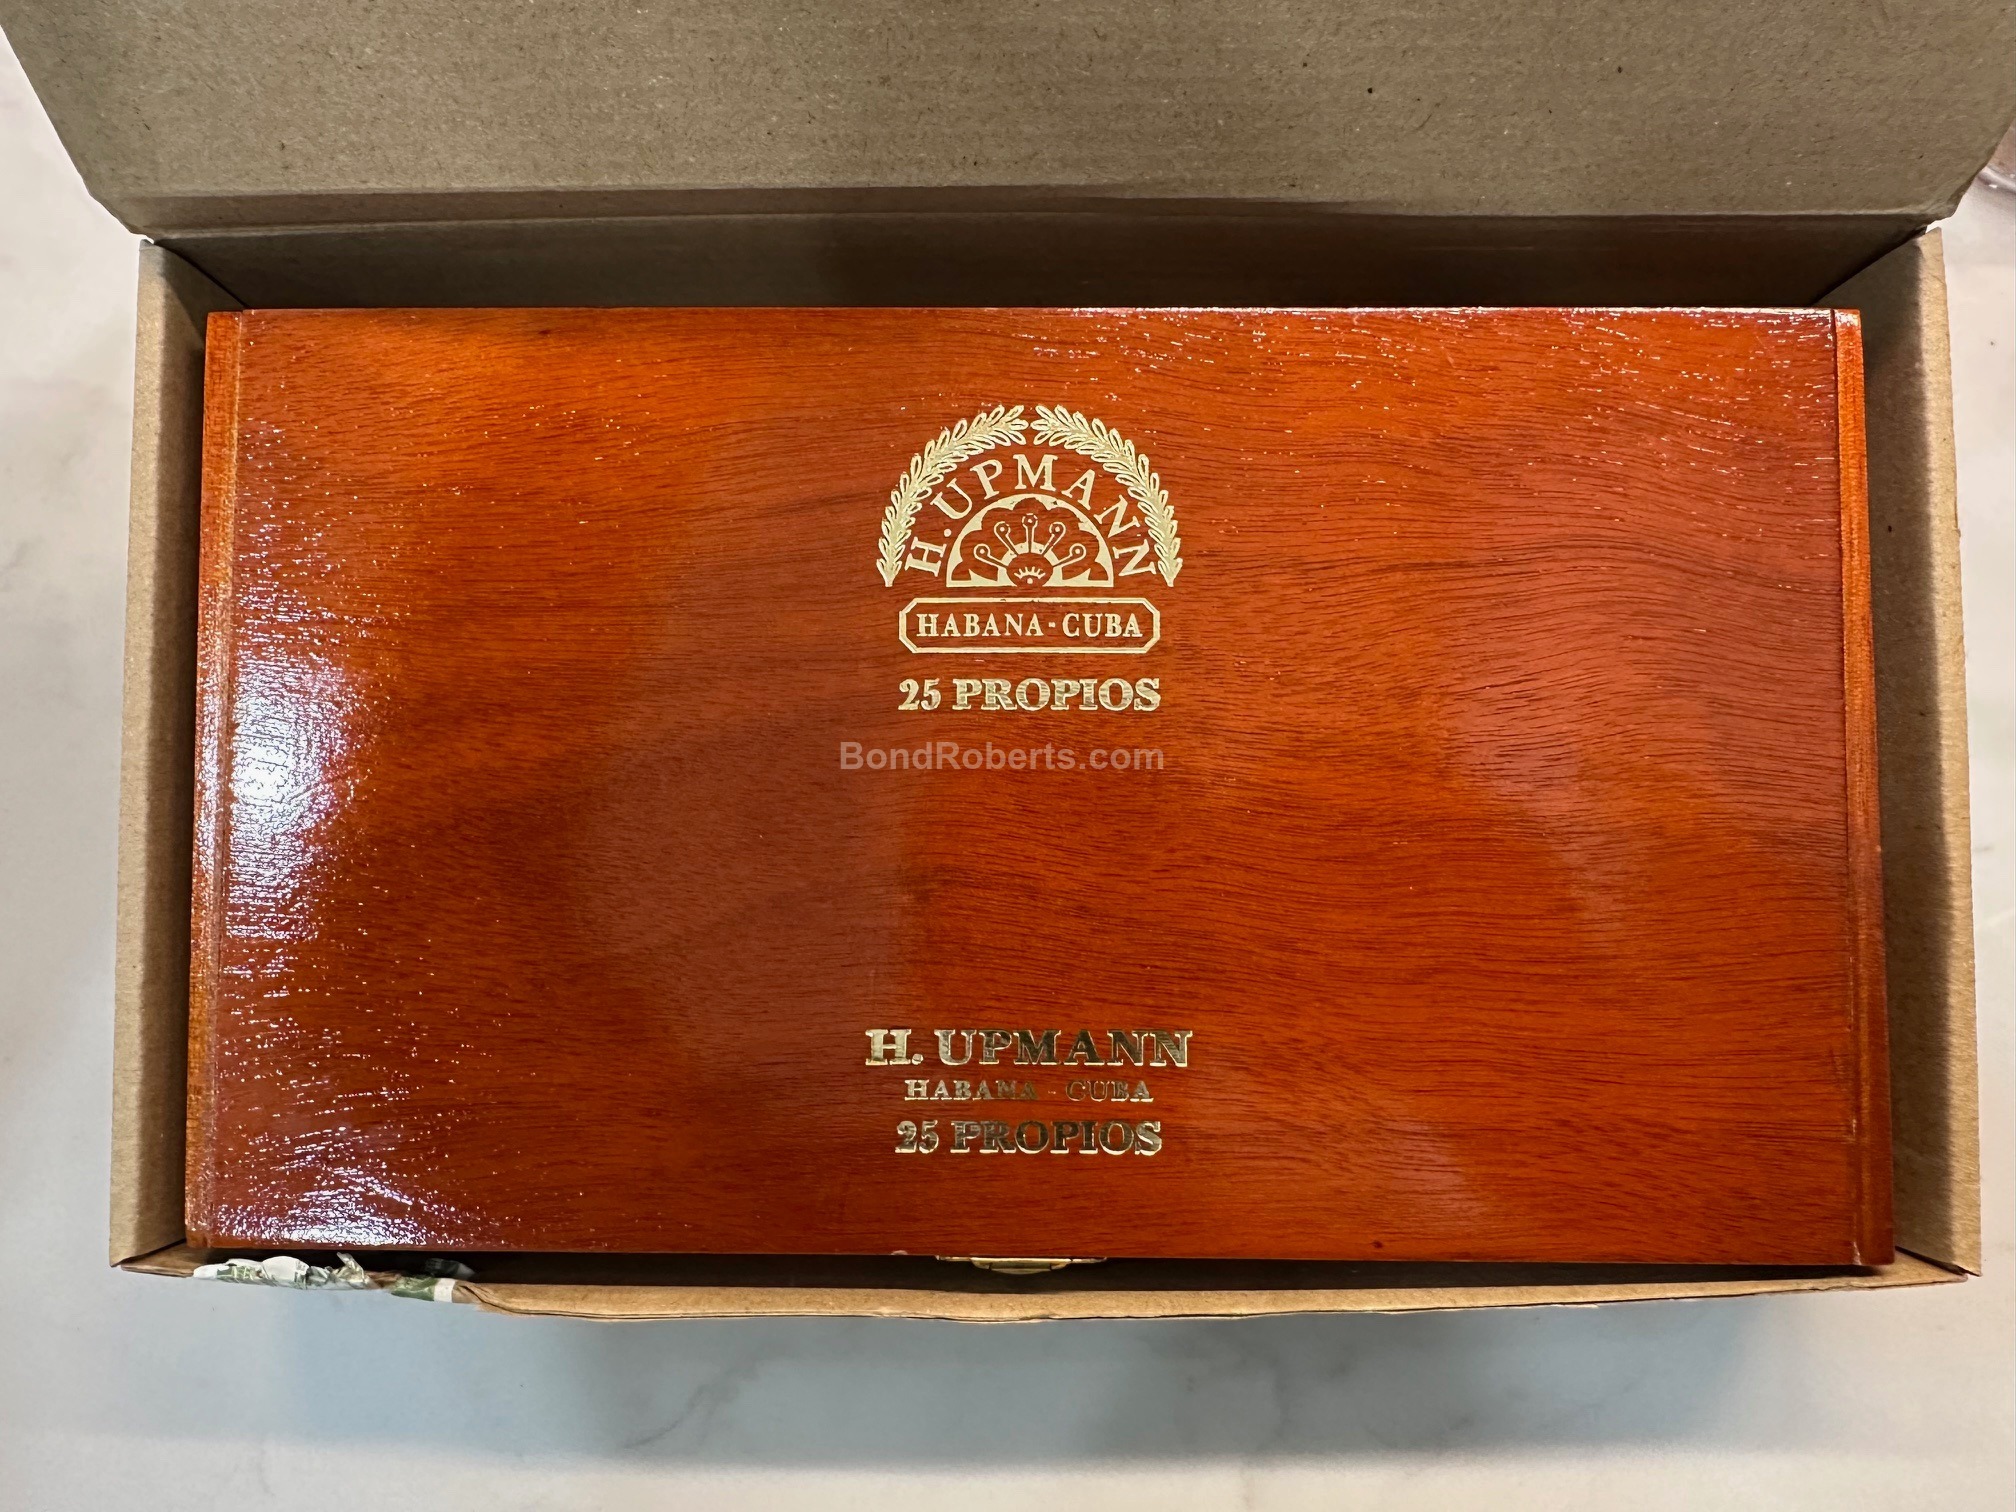 H. UPMANN
HABANA-CUBA
25 PROPIOS
BondRoberts.com
H. UPMANN
HABANA - CUBA
25 PROPIOS